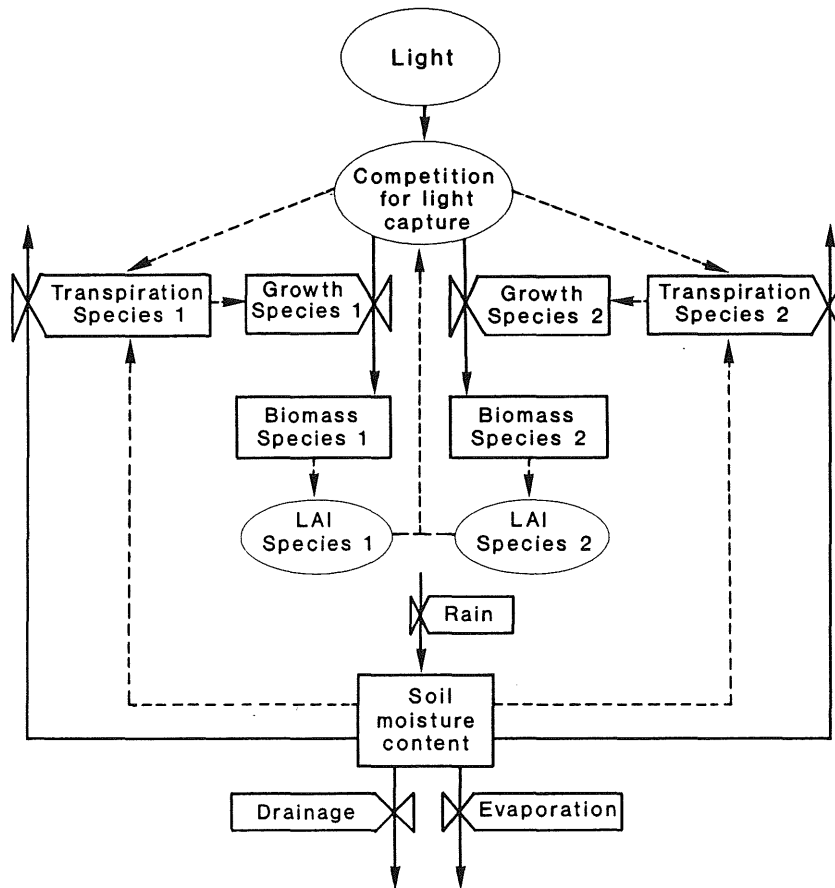 Light
Competition
for light
capture
Transpiration
Species 1
Growth
Species 1
Growth
Species 2
Transpiration
Species 2
Biomass
Species 1
Biomass
Species 2
LAI
Species 1
LAI
Species 2
Rain
Soil
moisture
content
Drainage
Evaporation